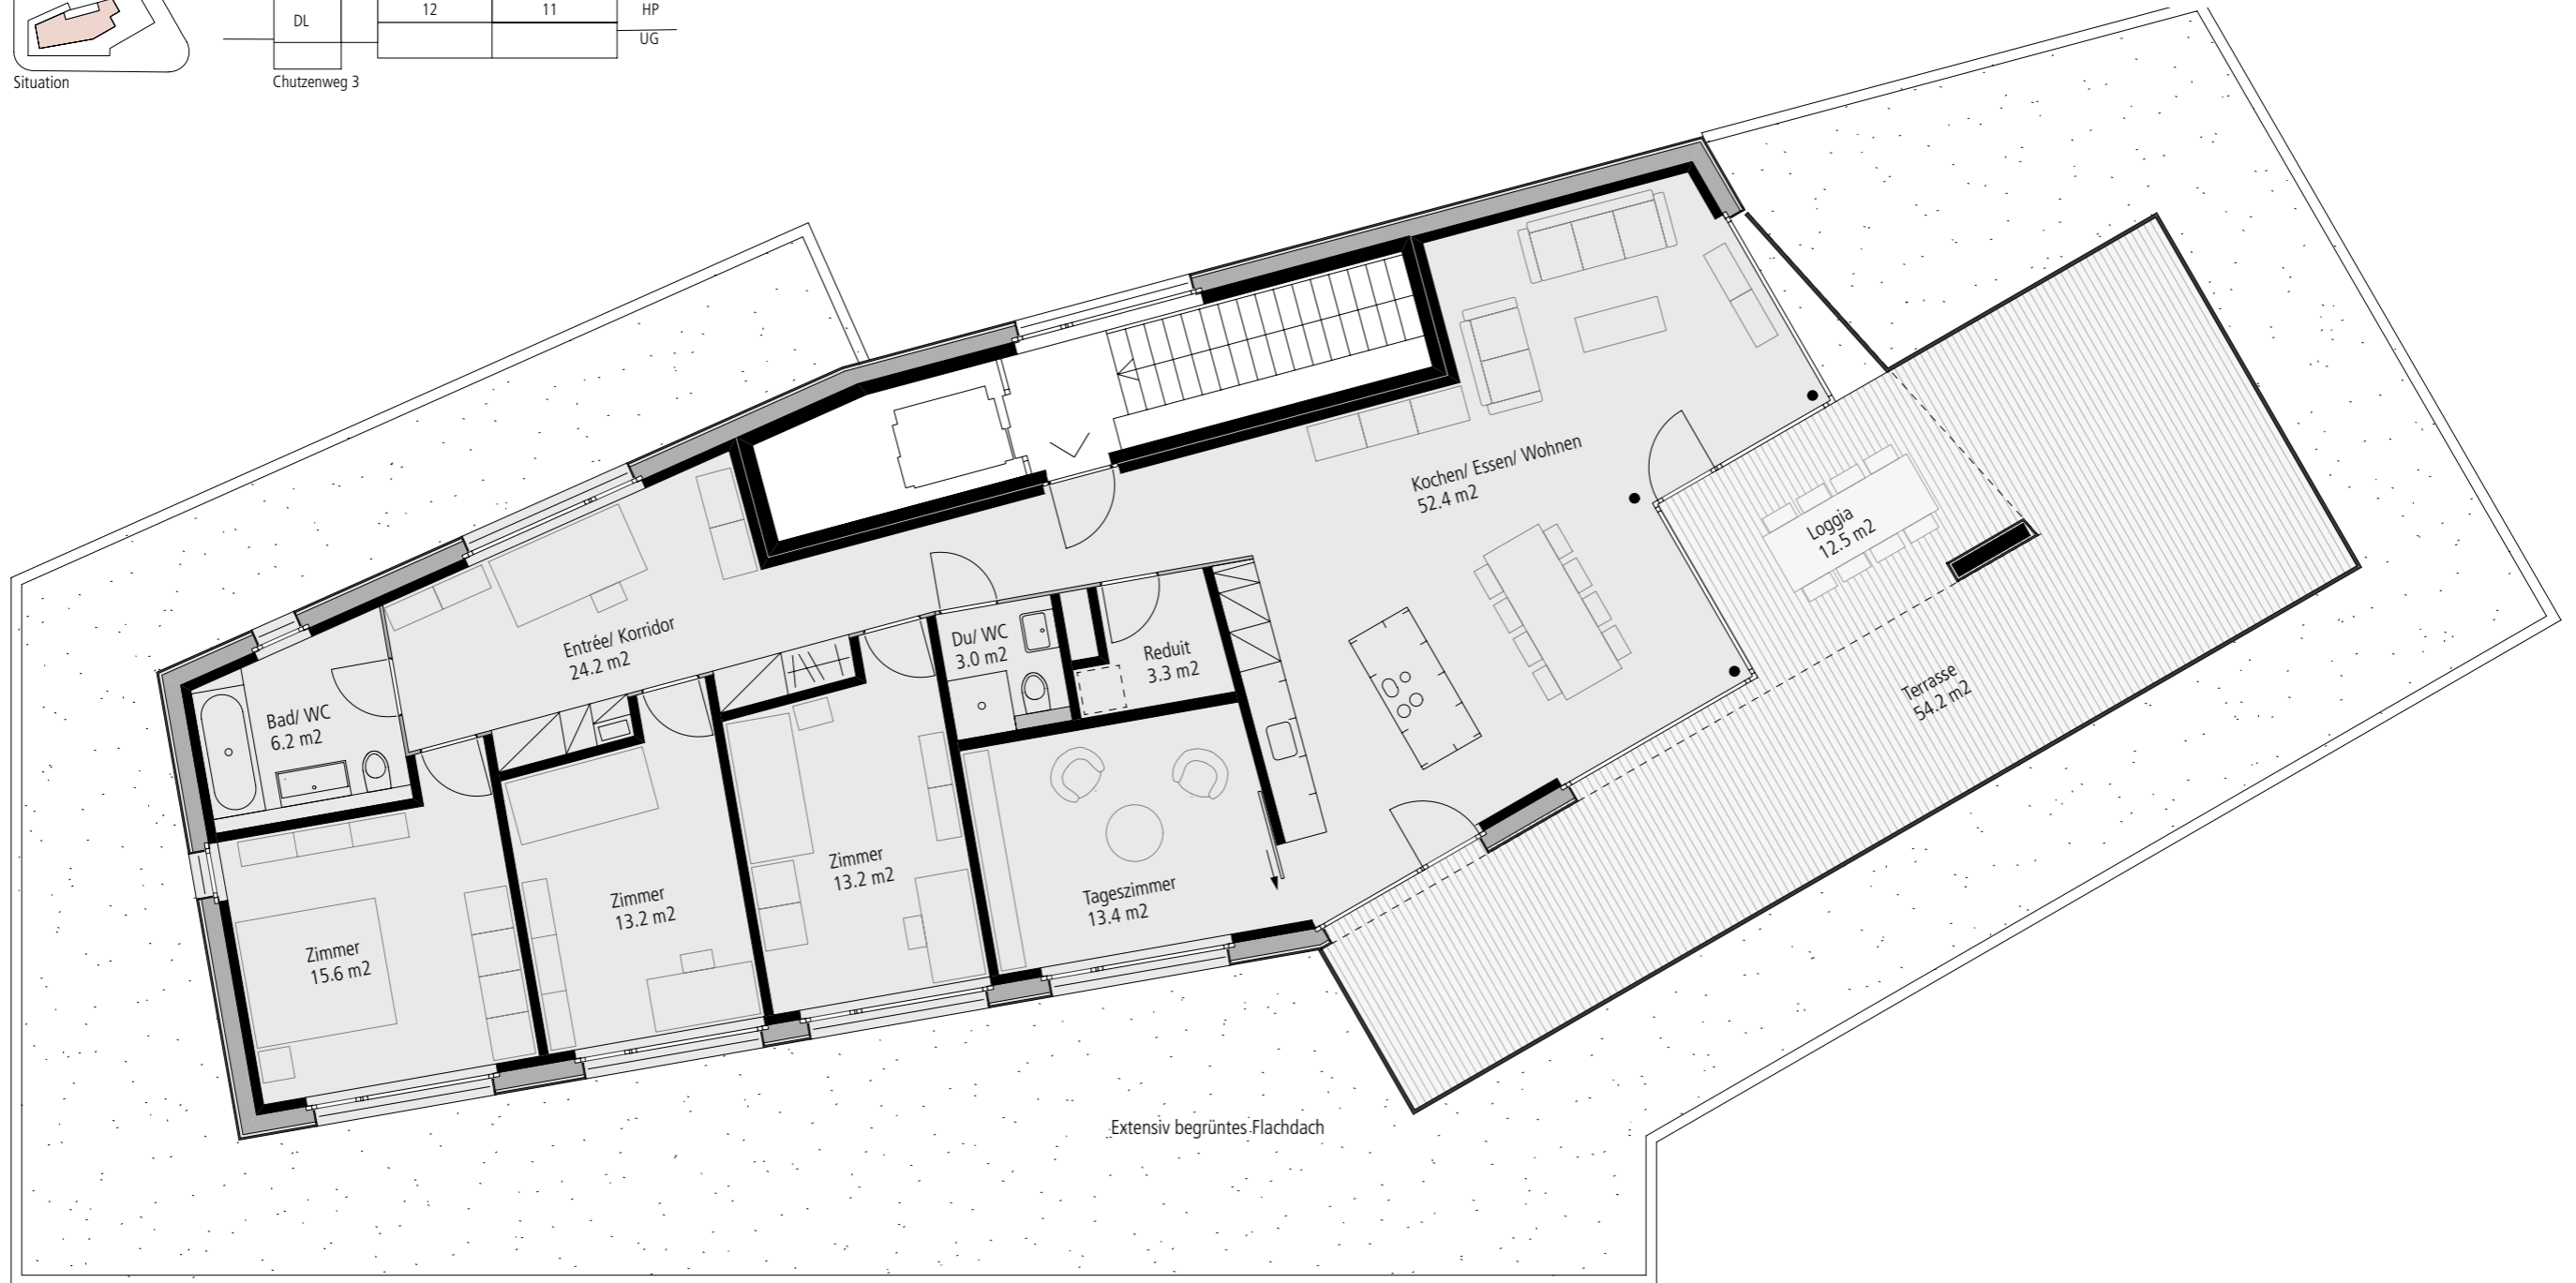 Situation
DL
12
11
HP
UG
Chutzenweg 3
Kochen/ Essen/ Wohnen
52.4 m2
Loggia
12.5 m2
Entrée/ Korridor
24.2 m2
Du/ WC
3.0 m2
Reduit
3.3 m2
Terrasse
54.2 m2
Bad/ WC
6.2 m2
Zimmer
15.6 m2
Zimmer
13.2 m2
Zimmer
13.2 m2
Tageszimmer
13.4 m2
Extensiv begrüntes Flachdach